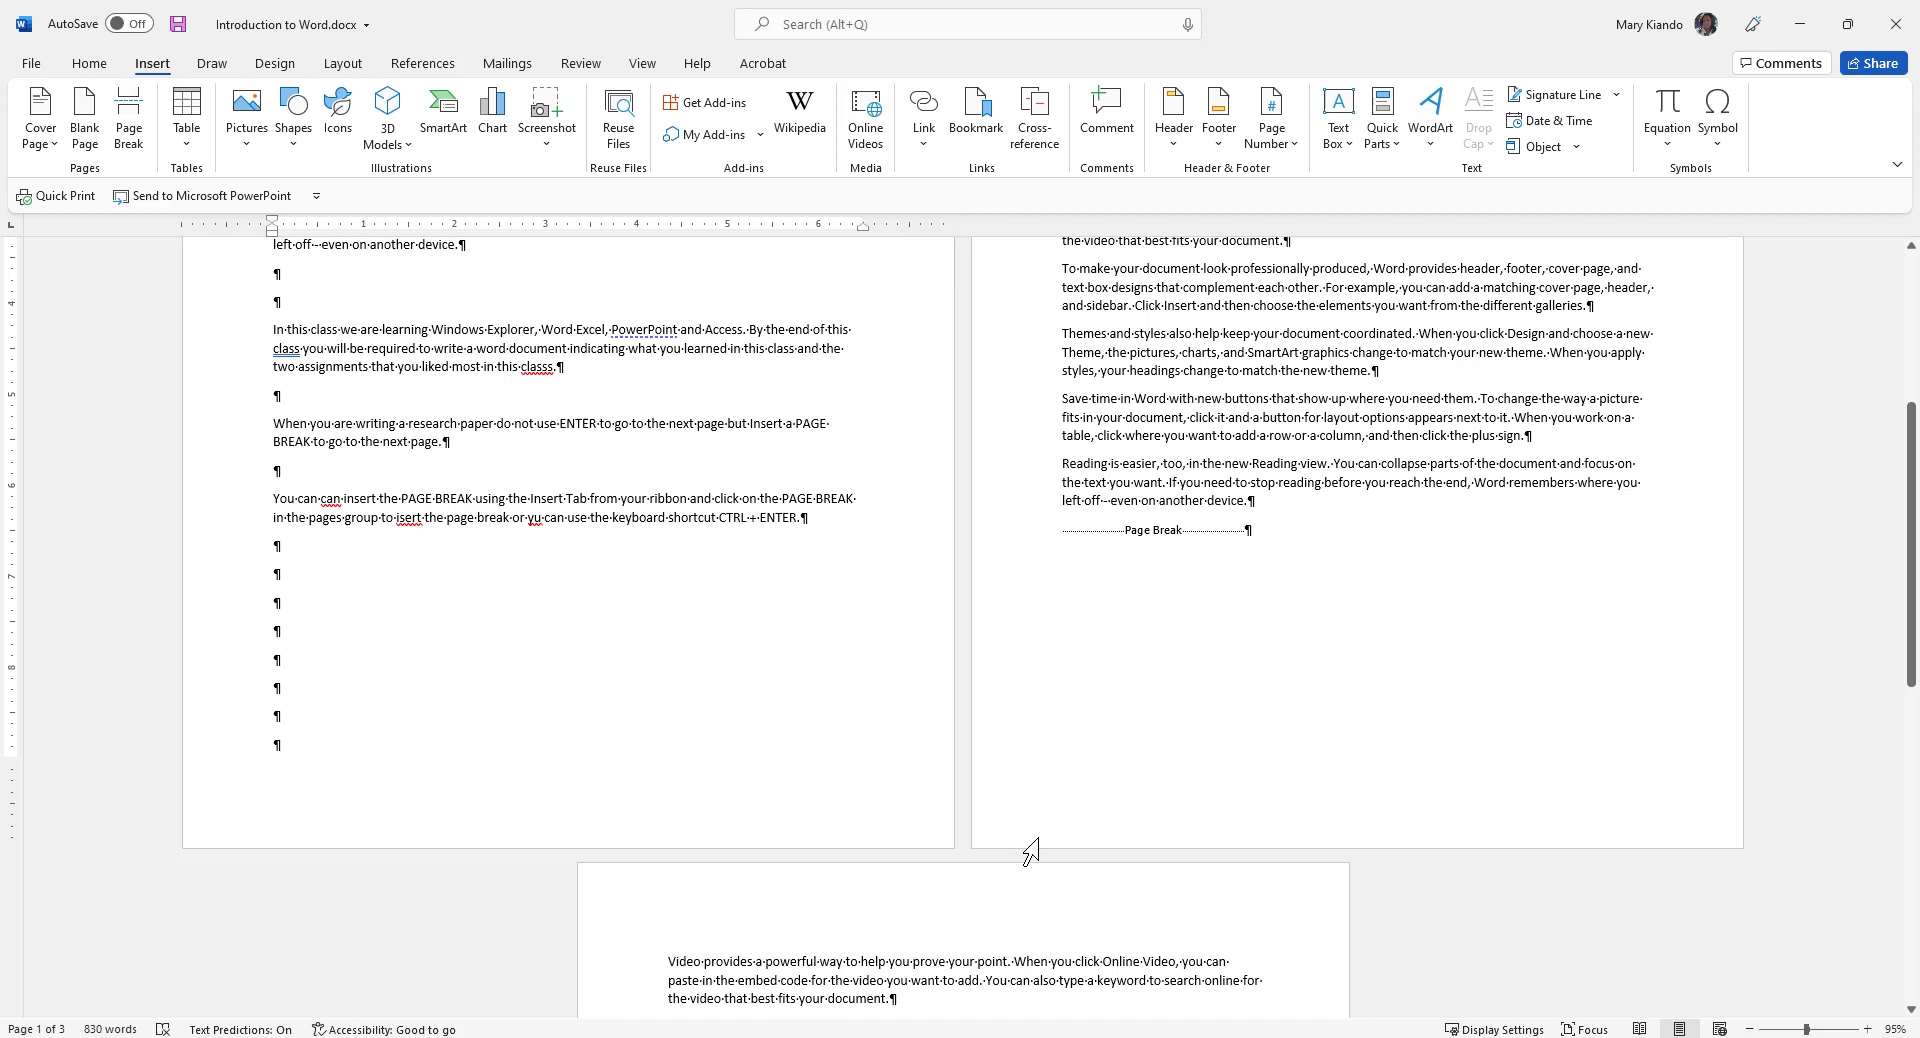 AutoSave Off Introduction to Word.docx Search (Alt+Q) Mary Kiando
File Home Insert Draw Design Layout References Mailings Review View Help Acrobat Comments Share
Cover Page Blank Page Page Break
Pages
Table
Tables
Pictures Shapes Icons 3D Models SmartArt Chart Screenshot
Illustrations
Reuse Files
Reuse Files
Get Add-ins
My Add-ins
Wikipedia
Add-ins
Online Videos
Media
Link Bookmark Cross-reference
Links
Comment
Comments
Header Footer Page Number
Header & Footer
Text Box Quick Parts WordArt Drop Cap
Signature Line
Date & Time
Object
Text
Equation Symbol
Symbols
Quick Print Send to Microsoft PowerPoint
1 2 3 4 5 6
4
5
6
7
8
left·off·-·even·on·another·device.¶
¶
¶
In·this·class·we·are·learning·Windows·Explorer,·Word·Excel,·PowerPoint·and·Access.·By·the·end·of·this·
class·you·will·be·required·to·write·a·word·document·indicating·what·you·learned·in·this·class·and·the·
two·assignments·that·you·liked·most·in·this·classs.¶
¶
When·you·are·writing·a·research·paper·do·not·use·ENTER·to·go·to·the·next·page·but·Insert·a·PAGE·
BREAK·to·go·to·the·next·page.¶
¶
You·can·can·insert·the·PAGE·BREAK·using·the·Insert·Tab·from·your·ribbon·and·click·on·the·PAGE·BREAK·
in·the·pages·group·to·isert·the·page·break·or·yu·can·use·the·keyboard·shortcut·CTRL·+·ENTER.¶
¶
¶
¶
¶
¶
¶
¶
¶
the·video·that·best·fits·your·document.¶
To·make·your·document·look·professionally·produced,·Word·provides·header,·footer,·cover·page,·and·
text·box·designs·that·complement·each·other.·For·example,·you·can·add·a·matching·cover·page,·header,·
and·sidebar.·Click·Insert·and·then·choose·the·elements·you·want·from·the·different·galleries.¶
Themes·and·styles·also·help·keep·your·document·coordinated.·When·you·click·Design·and·choose·a·new·
Theme,·the·pictures,·charts,·and·SmartArt·graphics·change·to·match·your·new·theme.·When·you·apply·
styles,·your·headings·change·to·match·the·new·theme.¶
Save·time·in·Word·with·new·buttons·that·show·up·where·you·need·them.·To·change·the·way·a·picture·
fits·in·your·document,·click·it·and·a·button·for·layout·options·appears·next·to·it.·When·you·work·on·a·
table,·click·where·you·want·to·add·a·row·or·a·column,·and·then·click·the·plus·sign.¶
Reading·is·easier,·too,·in·the·new·Reading·view.·You·can·collapse·parts·of·the·document·and·focus·on·
the·text·you·want.·If·you·need·to·stop·reading·before·you·reach·the·end,·Word·remembers·where·you·
left·off·-·even·on·another·device.¶
Page Break¶
Video·provides·a·powerful·way·to·help·you·prove·your·point.·When·you·click·Online·Video,·you·can·
paste·in·the·embed·code·for·the·video·you·want·to·add.·You·can·also·type·a·keyword·to·search·online·for·
the·video·that·best·fits·your·document.¶
Page 1 of 3 830 words Text Predictions: On Accessibility: Good to go Display Settings Focus 95%